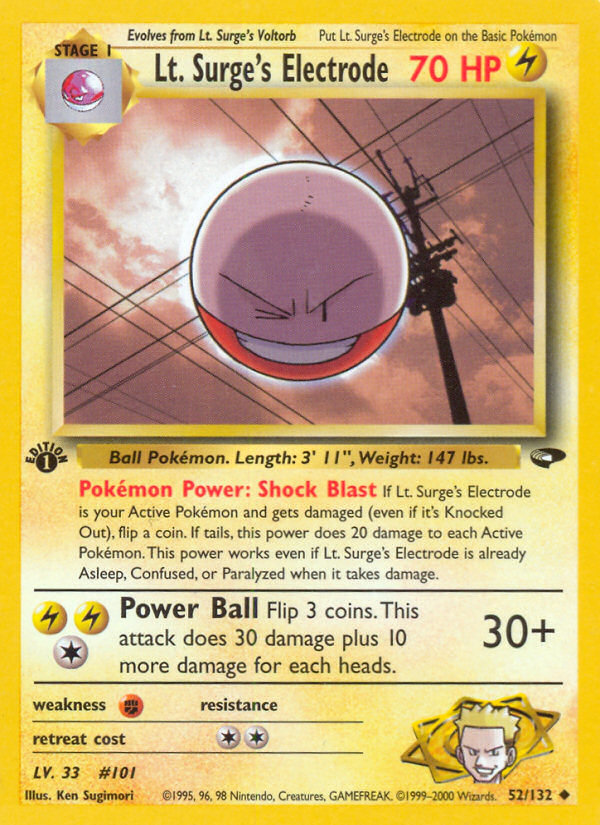 Evolves from Lt. Surge's Voltorb Put Lt. Surge's Electrode on the Basic Pokémon
STAGE 1
Lt. Surge's Electrode 70 HP
EDITION
1
Ball Pokémon. Length: 3' 11", Weight: 147 lbs.
Pokémon Power: Shock Blast If Lt. Surge's Electrode
is your Active Pokémon and gets damaged (even if it's Knocked
Out), flip a coin. If tails, this power does 20 damage to each Active
Pokémon. This power works even if Lt. Surge's Electrode is already
Asleep, Confused, or Paralyzed when it takes damage.
Power Ball Flip 3 coins. This
attack does 30 damage plus 10
more damage for each heads.
30+
weakness resistance
retreat cost
LV. 33 #101
Illus. Ken Sugimori ©1995, 96, 98 Nintendo, Creatures, GAMEFREAK. ©1999-2000 Wizards. 52/132